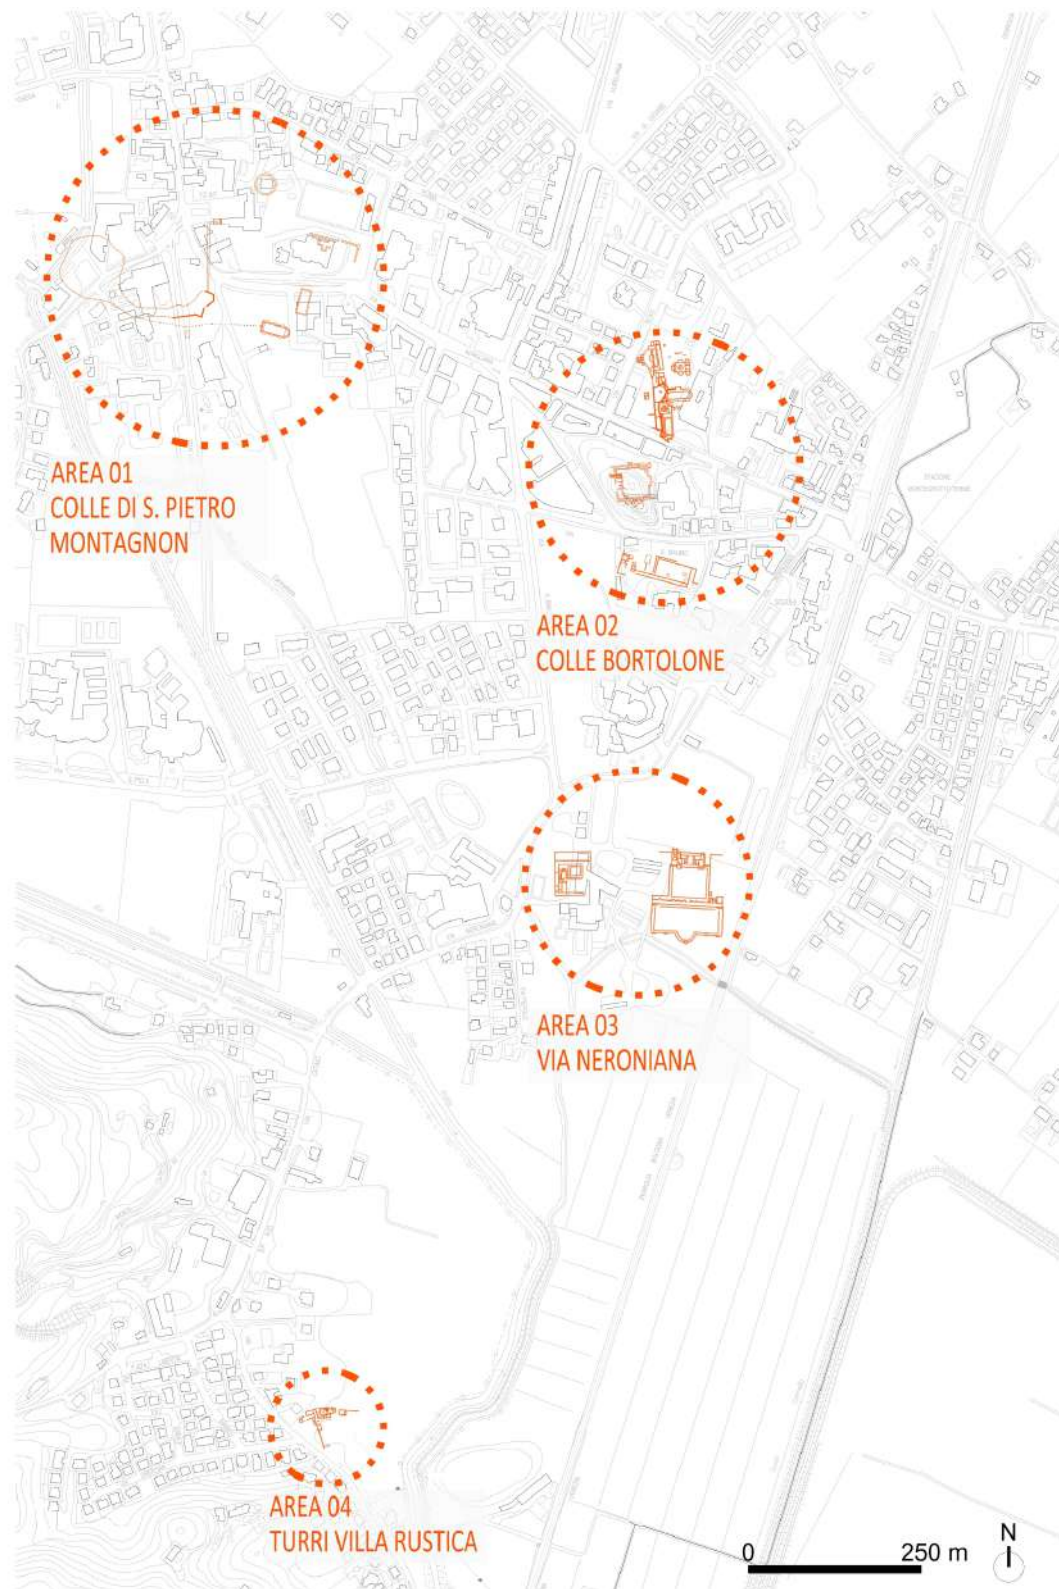 AREA 01
COLLE DI S. PIETRO
MONTAGNON
AREA 02
COLLE BORTOLONE
AREA 03
VIA NERONIANA
AREA 04
TURRI VILLA RUSTICA
0 250 m
N